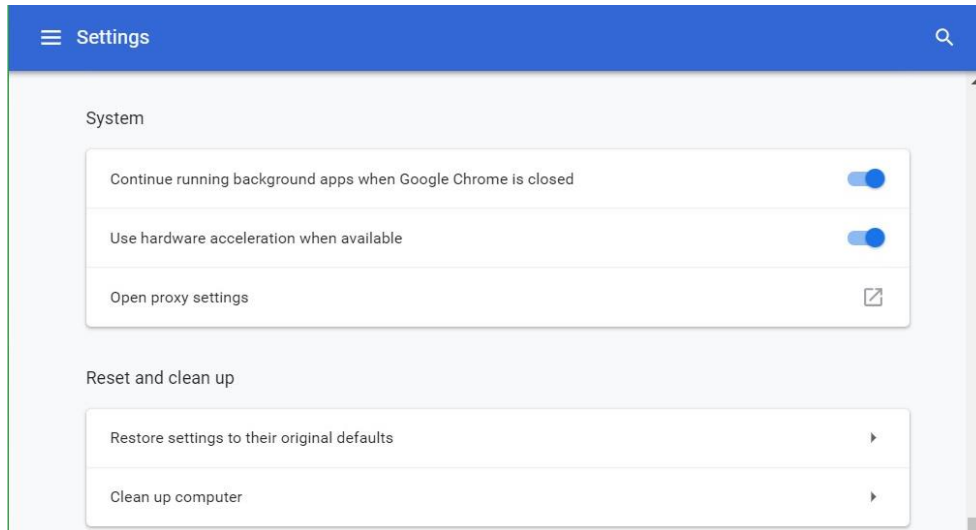 Settings
System
Continue running background apps when Google Chrome is closed
Use hardware acceleration when available
Open proxy settings
Reset and clean up
Restore settings to their original defaults
Clean up computer